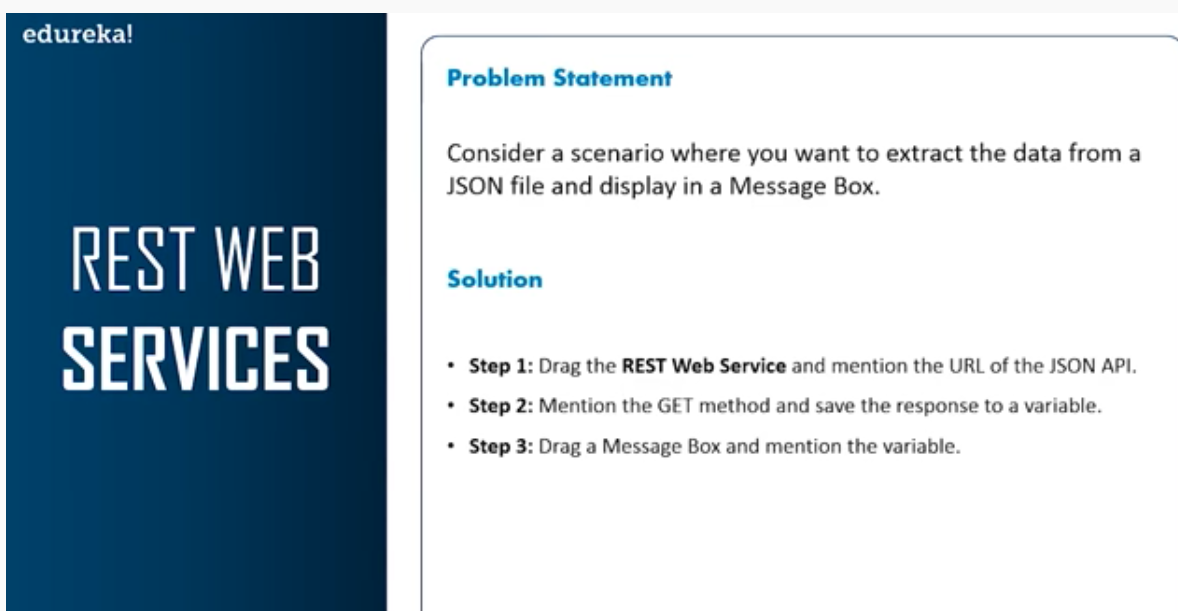 edureka!
REST WEB
SERVICES
Problem Statement
Consider a scenario where you want to extract the data from a
JSON file and display in a Message Box.
Solution
• Step 1: Drag the REST Web Service and mention the URL of the JSON API.
• Step 2: Mention the GET method and save the response to a variable.
• Step 3: Drag a Message Box and mention the variable.